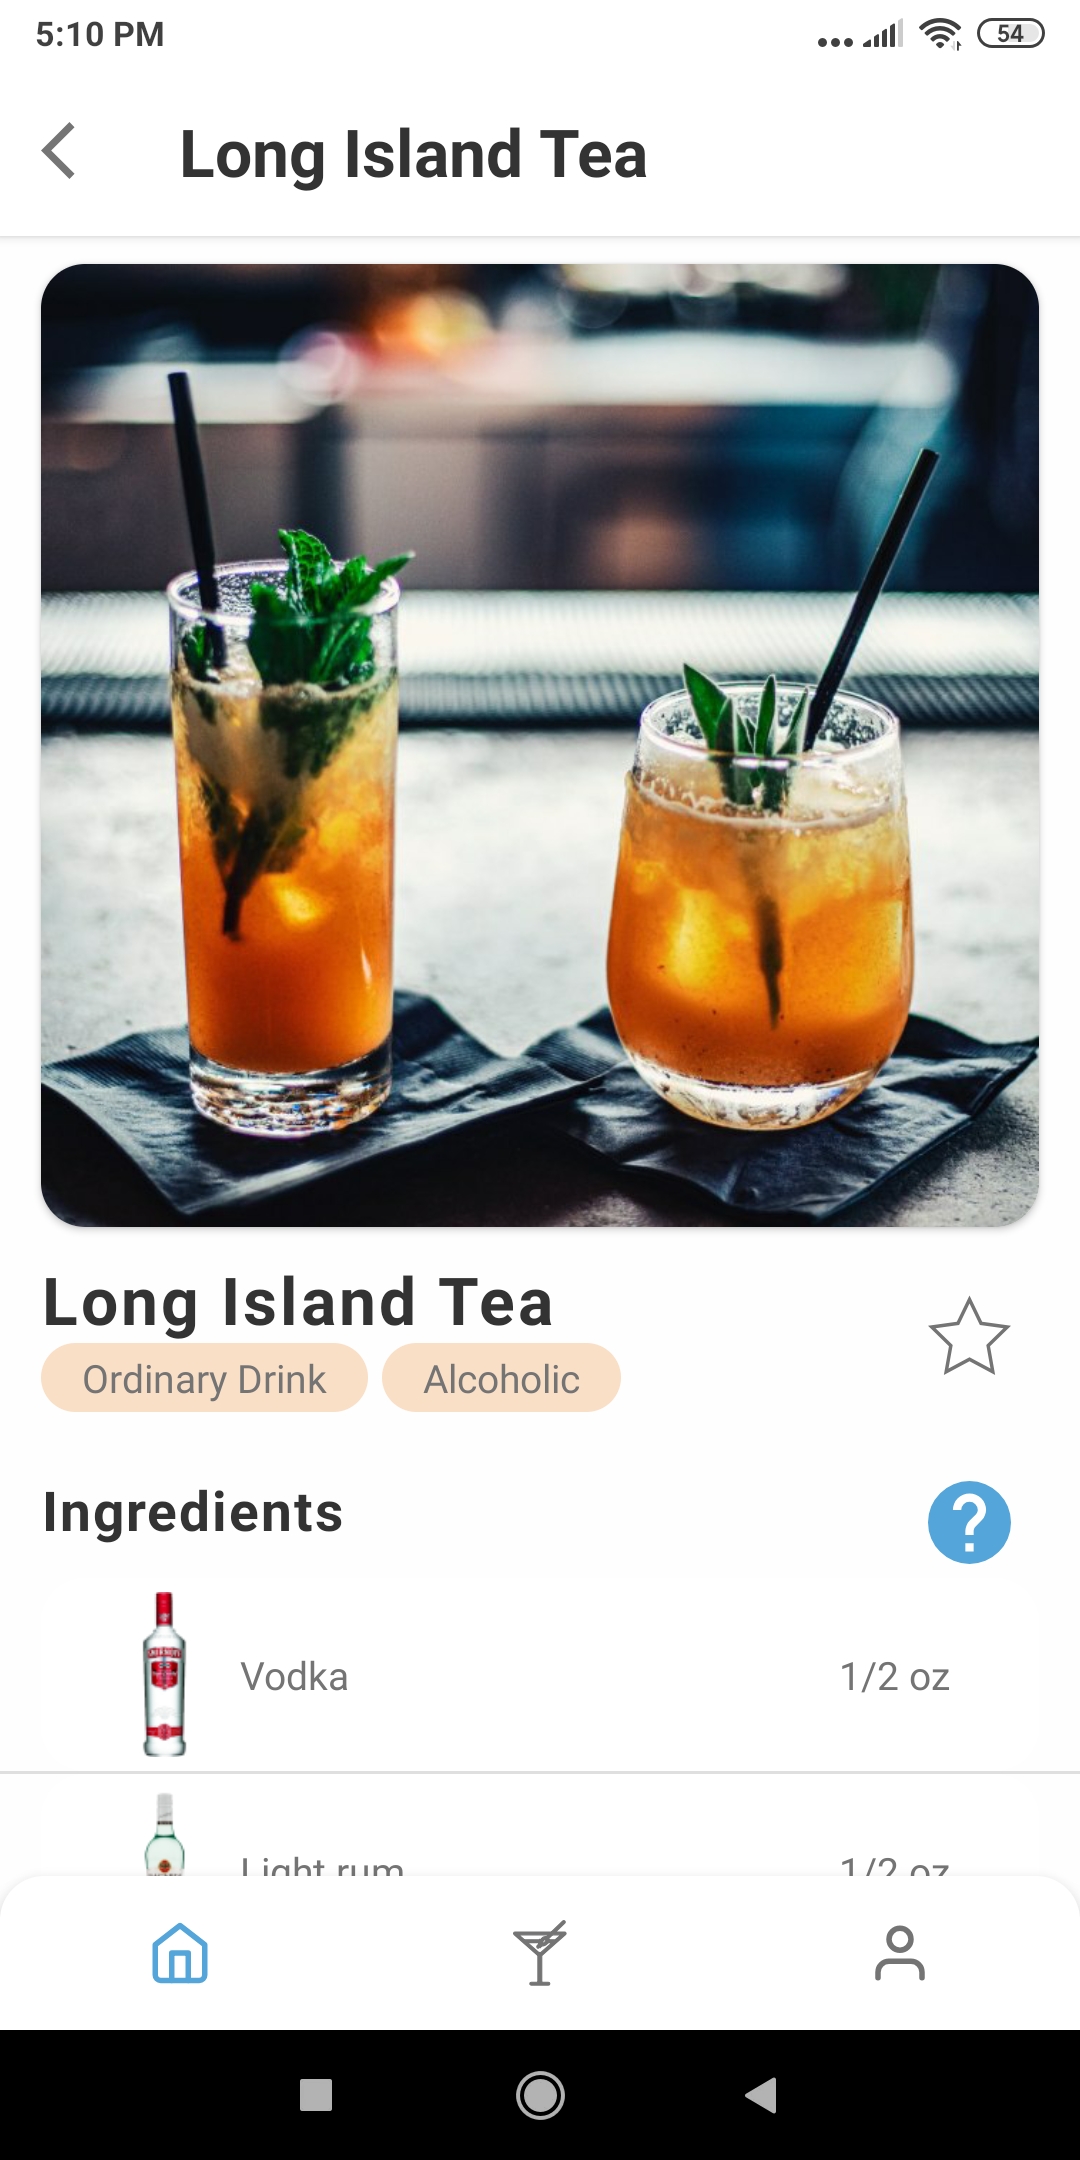 5:10 PM
54
Long Island Tea
Long Island Tea
Ordinary Drink
Alcoholic
Ingredients
?
Vodka
1/2 oz
Light rum
1/2 oz